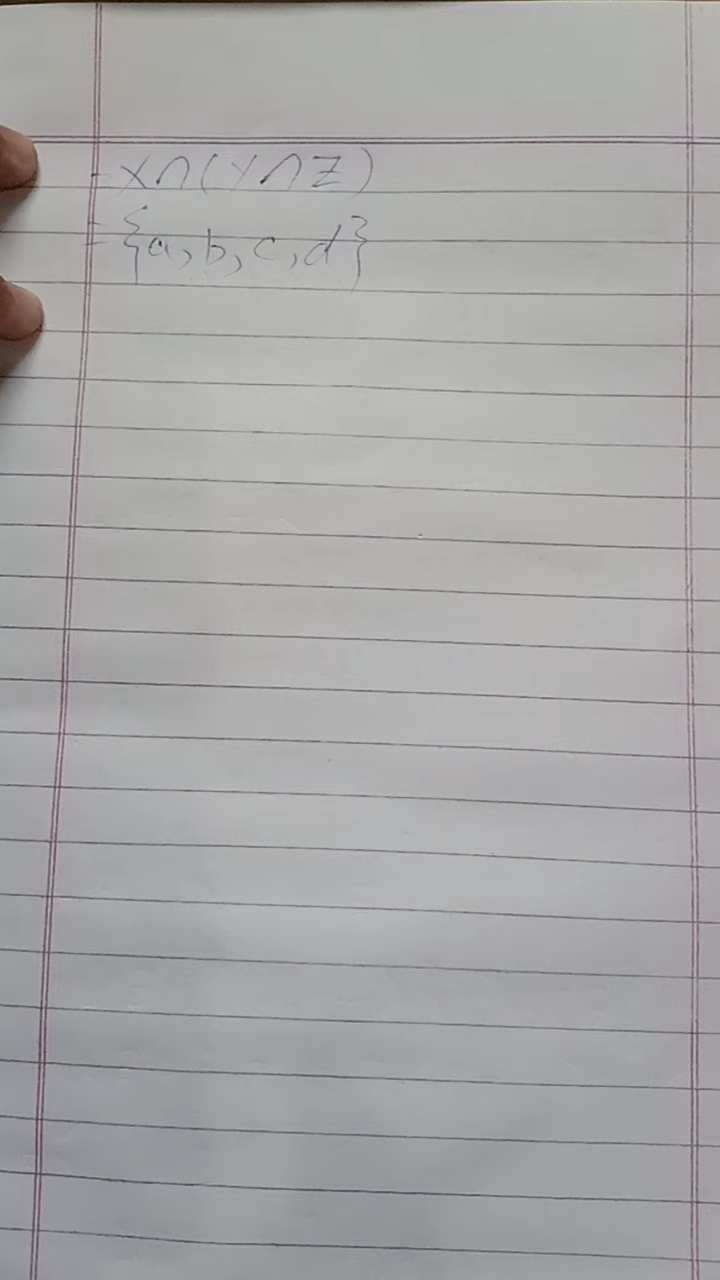 = X∩(Y∩Z)
= {a,b,c,d}